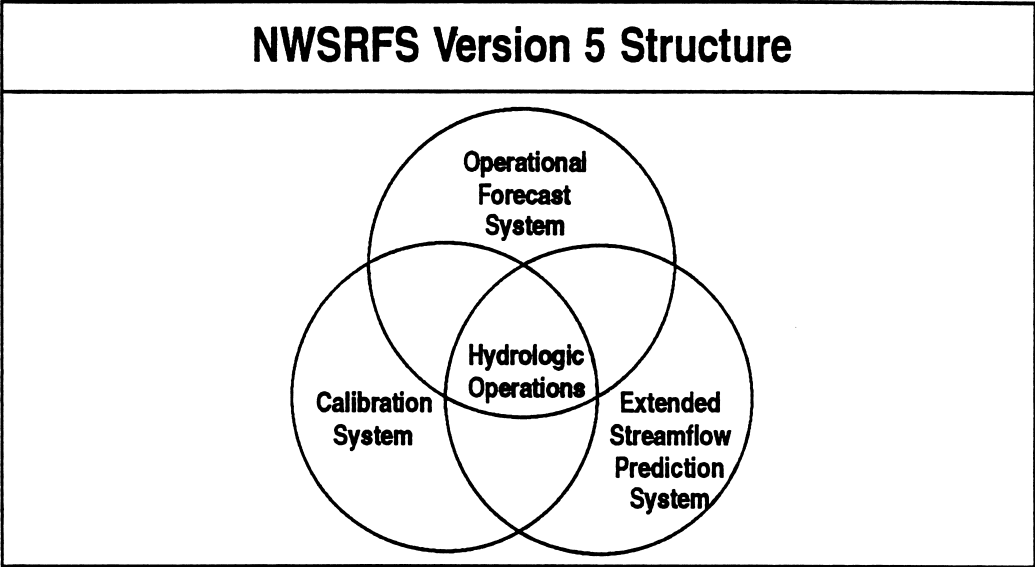 NWSRFS Version 5 Structure
Operational
Forecast
System
Hydrologic
Operations
Calibration
System
Extended
Streamflow
Prediction
System